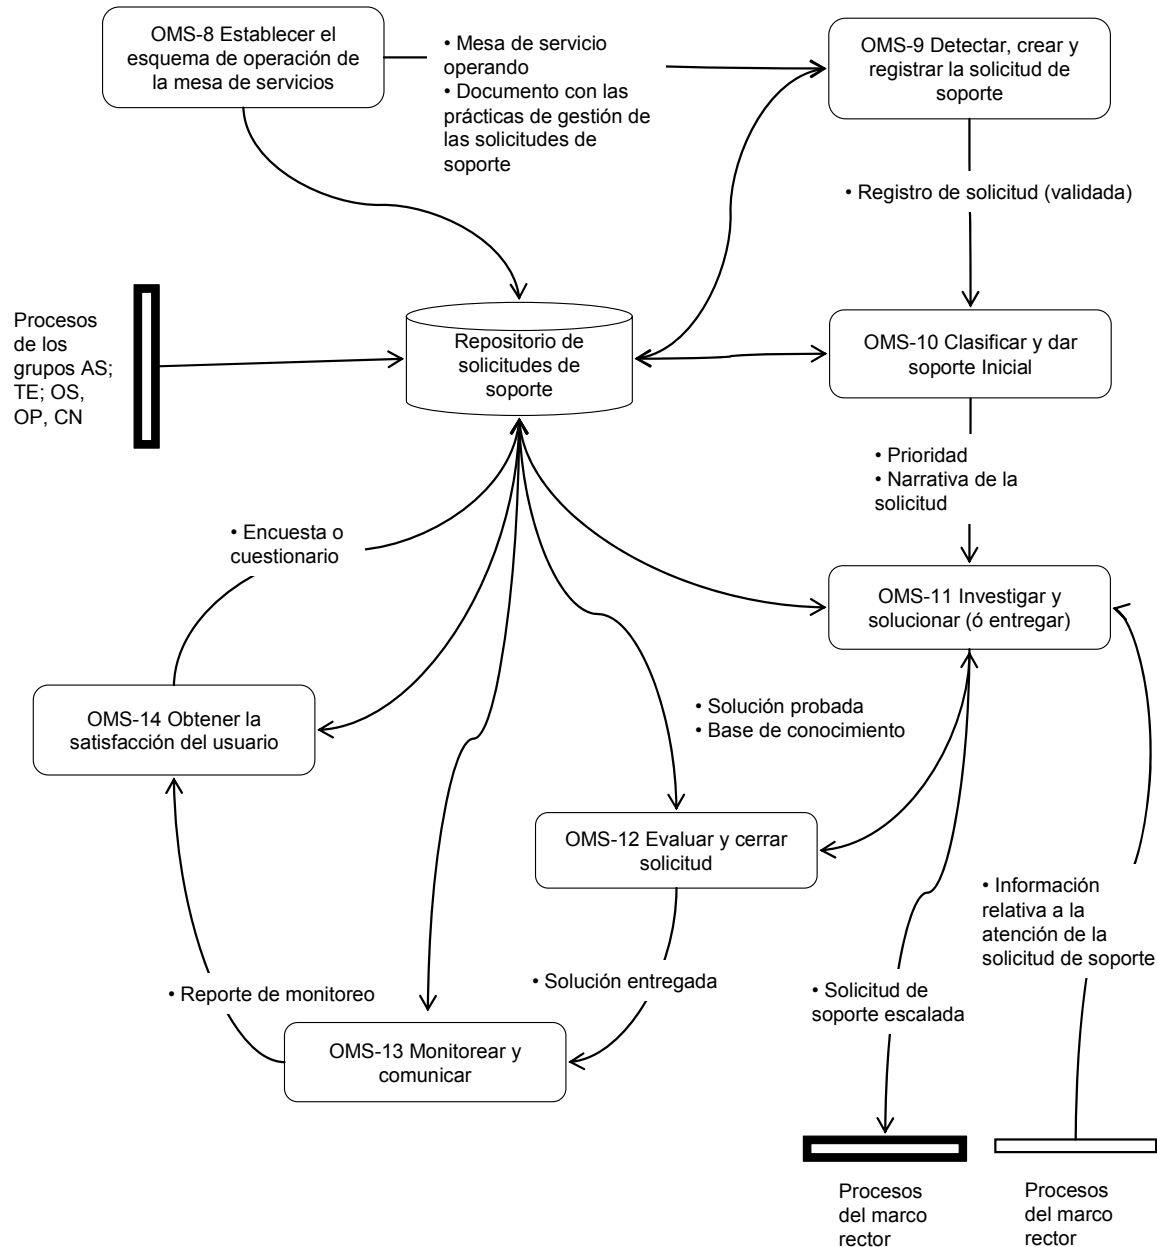 OMS-8 Establecer el
esquema de operación de
la mesa de servicios
• Mesa de servicio
operando
• Documento con las
prácticas de gestión de
las solicitudes de
soporte
OMS-9 Detectar, crear y
registrar la solicitud de
soporte
• Registro de solicitud (validada)
Procesos
de los
grupos AS;
TE; OS,
OP, CN
Repositorio de
solicitudes de
soporte
OMS-10 Clasificar y dar
soporte Inicial
• Prioridad
• Narrativa de la
solicitud
• Encuesta o
cuestionario
OMS-11 Investigar y
solucionar (ó entregar)
OMS-14 Obtener la
satisfacción del usuario
• Solución probada
• Base de conocimiento
OMS-12 Evaluar y cerrar
solicitud
• Información
relativa a la
atención de la
solicitud de soporte
• Reporte de monitoreo
• Solución entregada
• Solicitud de
soporte escalada
OMS-13 Monitorear y
comunicar
Procesos
del marco
rector
Procesos
del marco
rector